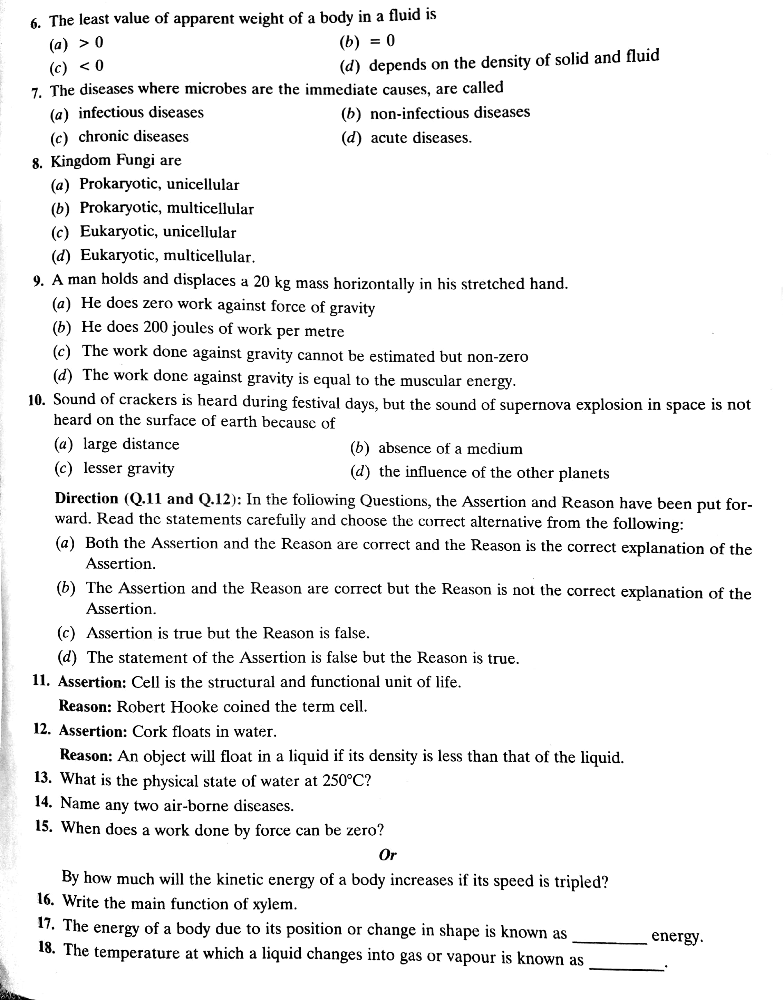 6. The least value of apparent weight of a body in a fluid is
(a) > 0 (b) = 0
(c) < 0 (d) depends on the density of solid and fluid
7. The diseases where microbes are the immediate causes, are called
(a) infectious diseases (b) non-infectious diseases
(c) chronic diseases (d) acute diseases.
8. Kingdom Fungi are
(a) Prokaryotic, unicellular
(b) Prokaryotic, multicellular
(c) Eukaryotic, unicellular
(d) Eukaryotic, multicellular.
9. A man holds and displaces a 20 kg mass horizontally in his stretched hand.
(a) He does zero work against force of gravity
(b) He does 200 joules of work per metre
(c) The work done against gravity cannot be estimated but non-zero
(d) The work done against gravity is equal to the muscular energy.
10. Sound of crackers is heard during festival days, but the sound of supernova explosion in space is not
heard on the surface of earth because of
(a) large distance (b) absence of a medium
(c) lesser gravity (d) the influence of the other planets
Direction (Q.11 and Q.12): In the following Questions, the Assertion and Reason have been put for-
ward. Read the statements carefully and choose the correct alternative from the following:
(a) Both the Assertion and the Reason are correct and the Reason is the correct explanation of the
Assertion.
(b) The Assertion and the Reason are correct but the Reason is not the correct explanation of the
Assertion.
(c) Assertion is true but the Reason is false.
(d) The statement of the Assertion is false but the Reason is true.
11. Assertion: Cell is the structural and functional unit of life.
Reason: Robert Hooke coined the term cell.
12. Assertion: Cork floats in water.
Reason: An object will float in a liquid if its density is less than that of the liquid.
13. What is the physical state of water at 250°C?
14. Name any two air-borne diseases.
15. When does a work done by force can be zero?
Or
By how much will the kinetic energy of a body increases if its speed is tripled?
16. Write the main function of xylem.
17. The energy of a body due to its position or change in shape is known as ________ energy.
18. The temperature at which a liquid changes into gas or vapour is known as ________.